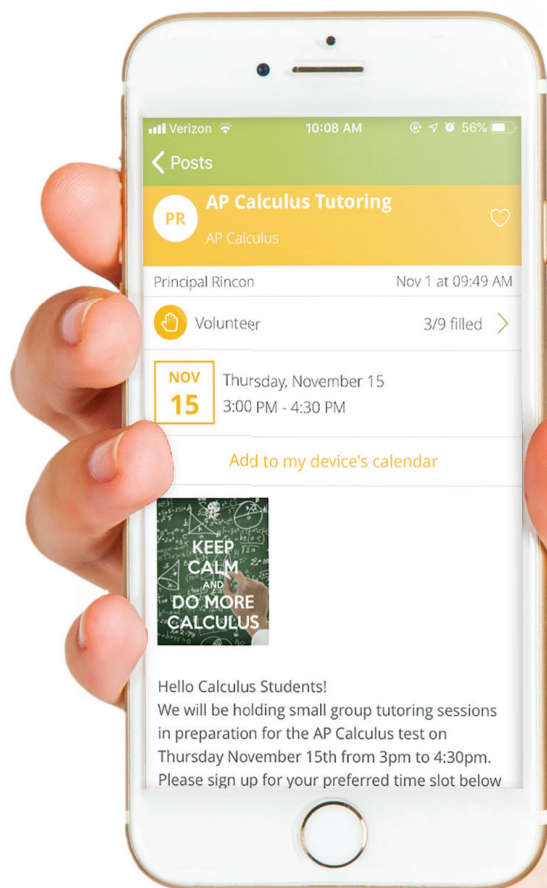 Verizon 10:08 AM 56%
Posts
PR
AP Calculus Tutoring
AP Calculus
Principal Rincon Nov 1 at 09:49 AM
Volunteer 3/9 filled
NOV
15
Thursday, November 15
3:00 PM - 4:30 PM
Add to my device's calendar
KEEP
CALM
AND
DO MORE
CALCULUS
Hello Calculus Students!
We will be holding small group tutoring sessions
in preparation for the AP Calculus test on
Thursday November 15th from 3pm to 4:30pm.
Please sign up for your preferred time slot below